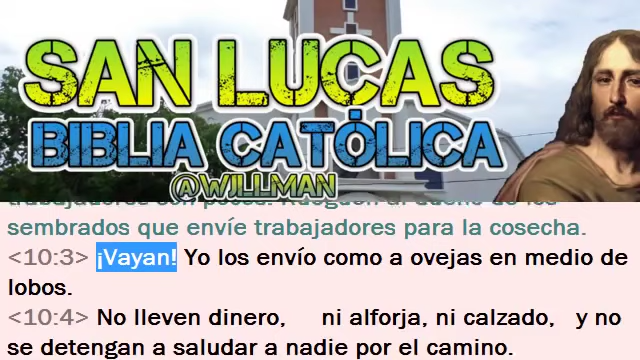 SAN LUCAS
BIBLIA CATÓLICA
@WILLMAN
sembrados que envíe trabajadores para la cosecha.
<10:3> ¡Vayan! Yo los envío como a ovejas en medio de
lobos.
<10:4> No lleven dinero, ni alforja, ni calzado, y no
se detengan a saludar a nadie por el camino.